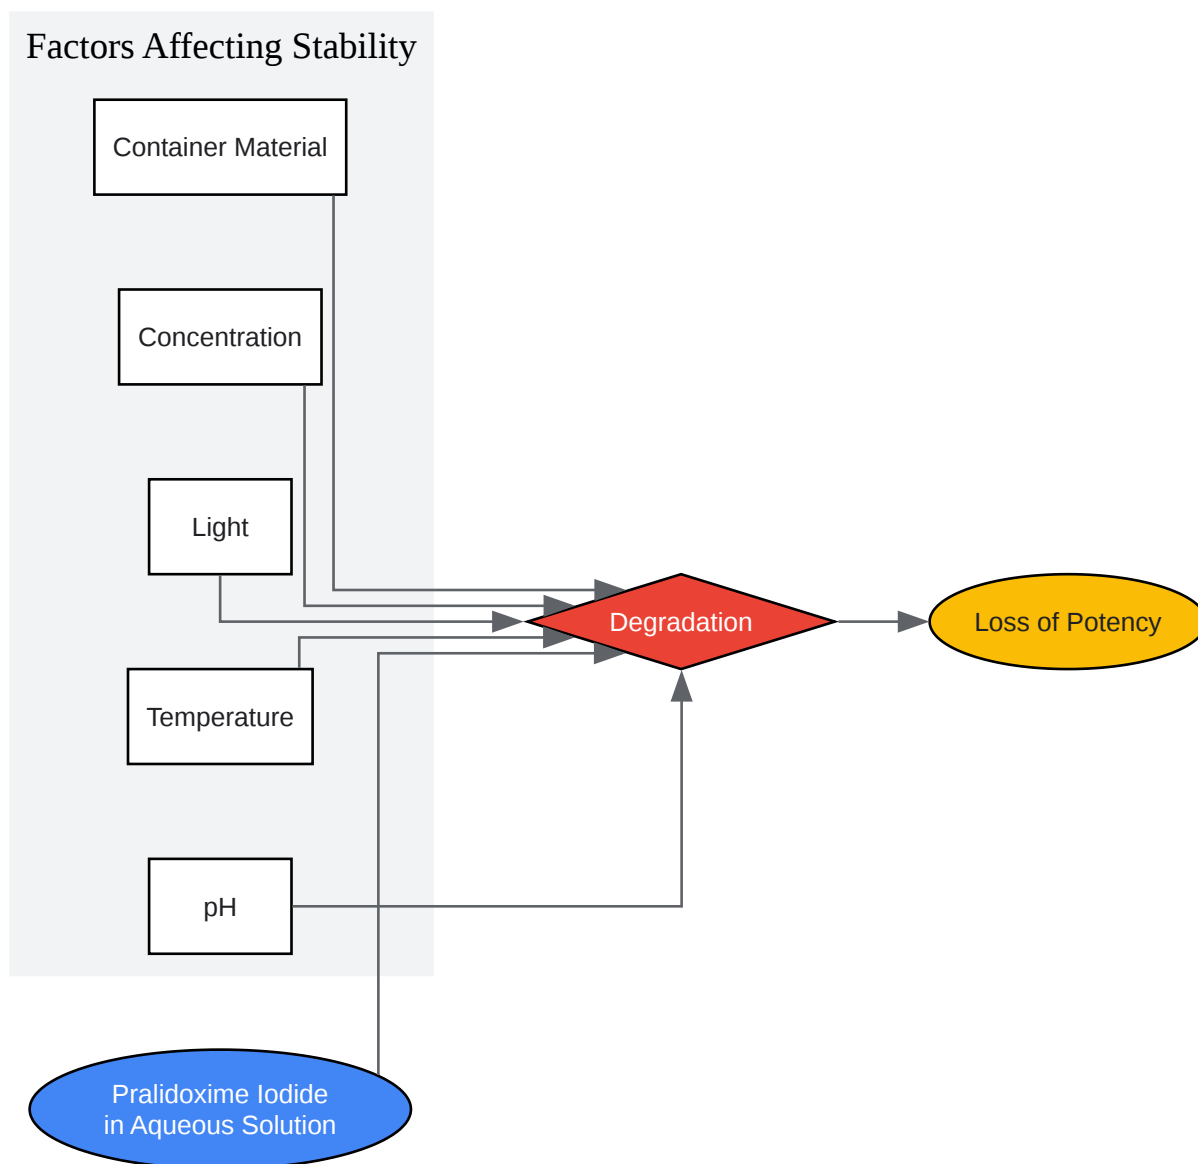 Factors Affecting Stability
Container Material
Concentration
Light
Degradation
Loss of Potency
Temperature
pH
Pralidoxime Iodide
in Aqueous Solution